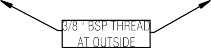 3/8 " BSP THREAD
AT OUTSIDE